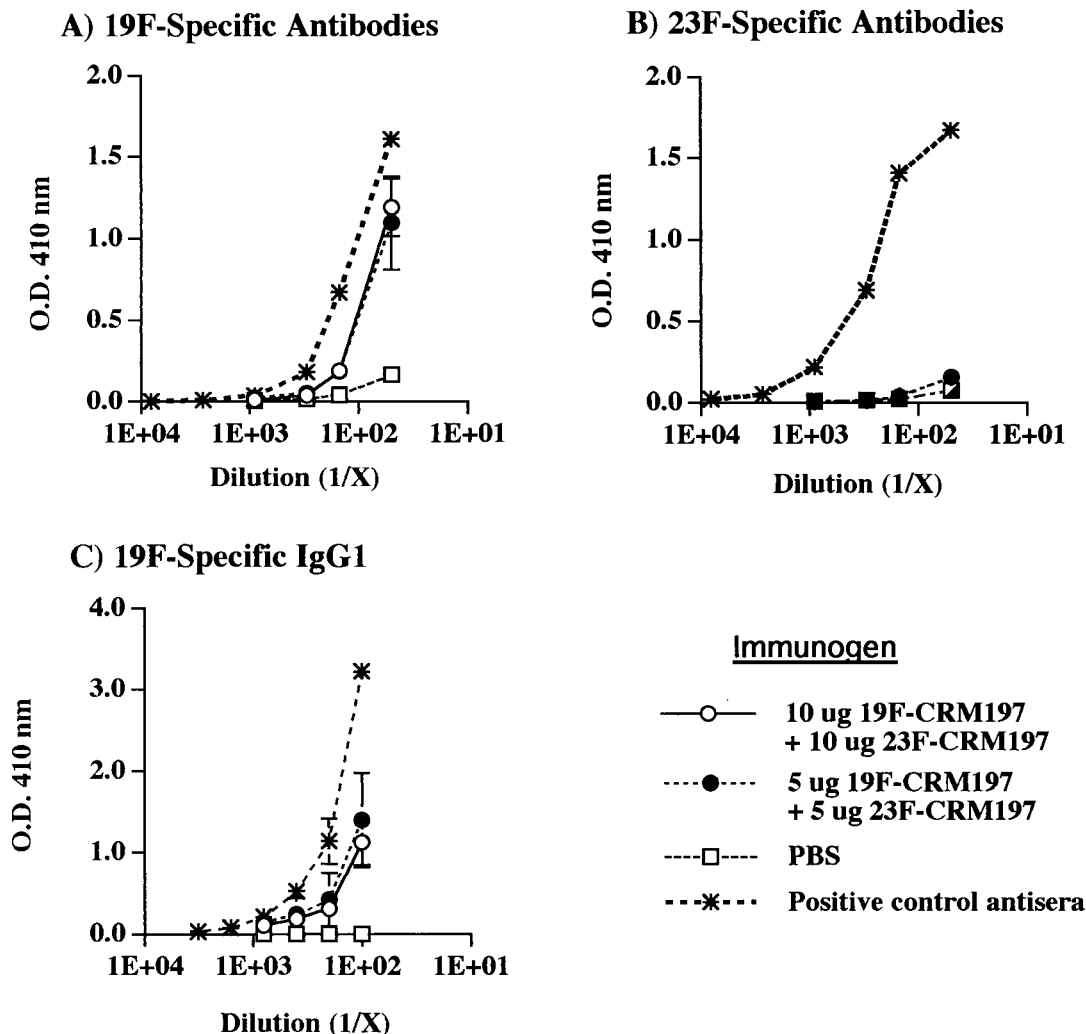 A) 19F-Specific Antibodies
2.0
1.5
1.0
0.5
0.0
O.D. 410 nm
1E+04 1E+03 1E+02 1E+01
Dilution (1/X)
B) 23F-Specific Antibodies
2.0
1.5
1.0
0.5
0.0
O.D. 410 nm
1E+04 1E+03 1E+02 1E+01
Dilution (1/X)
C) 19F-Specific IgG1
4.0
3.0
2.0
1.0
0.0
O.D. 410 nm
1E+04 1E+03 1E+02 1E+01
Dilution (1/X)
Immunogen
10 ug 19F-CRM197
+ 10 ug 23F-CRM197
5 ug 19F-CRM197
+ 5 ug 23F-CRM197
PBS
Positive control antisera